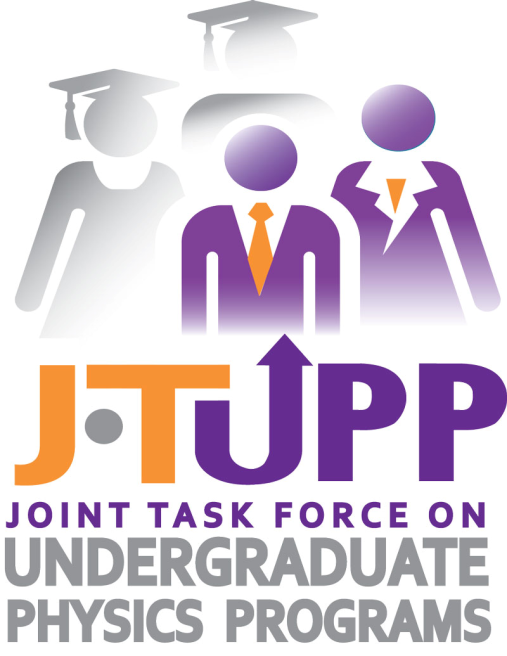 J•TUPP
JOINT TASK FORCE ON
UNDERGRADUATE
PHYSICS PROGRAMS